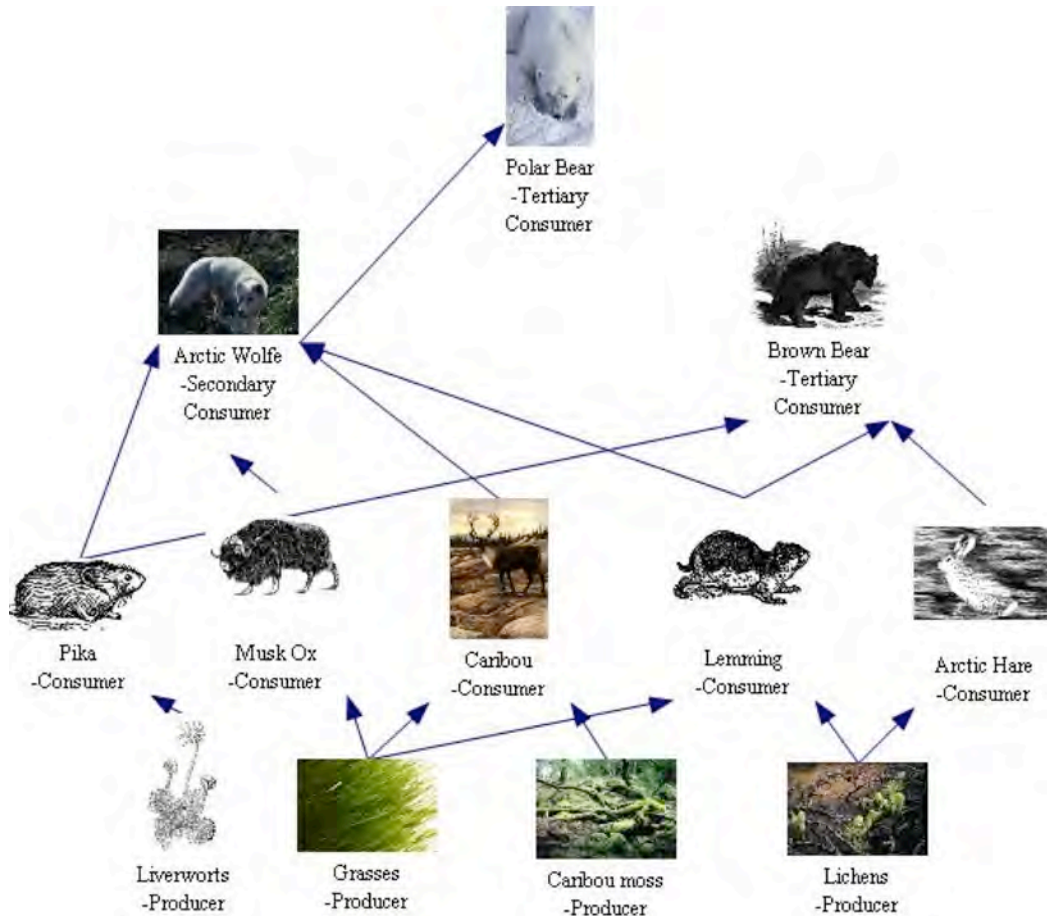 Polar Bear
-Tertiary
Consumer
Arctic Wolfe
-Secondary
Consumer
Brown Bear
-Tertiary
Consumer
Pika
-Consumer
Musk Ox
-Consumer
Caribou
-Consumer
Lemming
-Consumer
Arctic Hare
-Consumer
Liverworts
-Producer
Grasses
-Producer
Caribou moss
-Producer
Lichens
-Producer